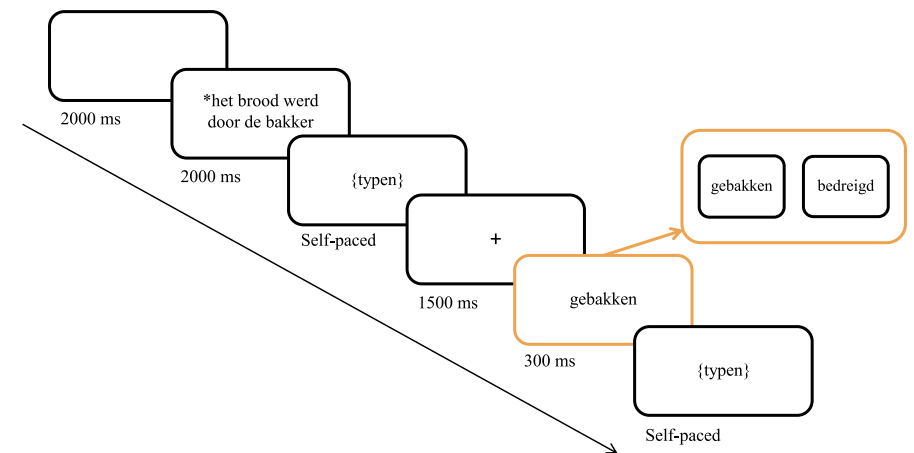 2000 ms
*het brood werd
door de bakker
2000 ms
{typen}
Self-paced
+
1500 ms
gebakken
300 ms
gebakken
bedreigd
{typen}
Self-paced